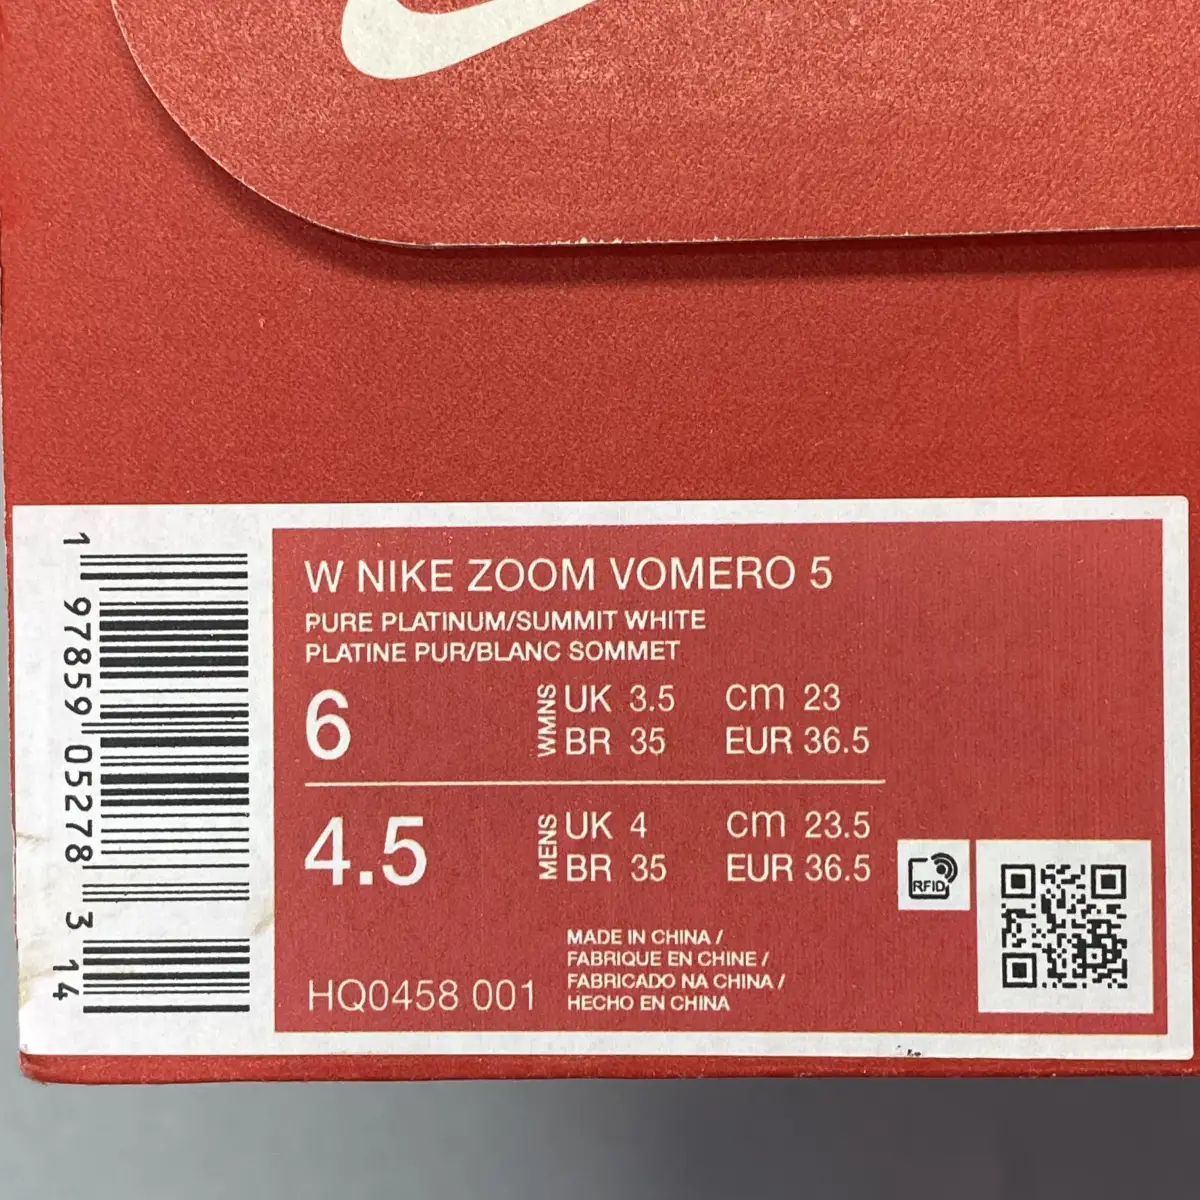 W NIKE ZOOM VOMERO 5
PURE PLATINUM/SUMMIT WHITE
PLATINE PUR/BLANC SOMMET
6 WMNS UK 3.5 cm 23
BR 35 EUR 36.5
4.5 MENS UK 4 cm 23.5
BR 35 EUR 36.5
RFID
MADE IN CHINA /
FABRIQUE EN CHINE /
FABRICADO NA CHINA /
HECHO EN CHINA
HQ0458 001
1 97859 05278 3 14